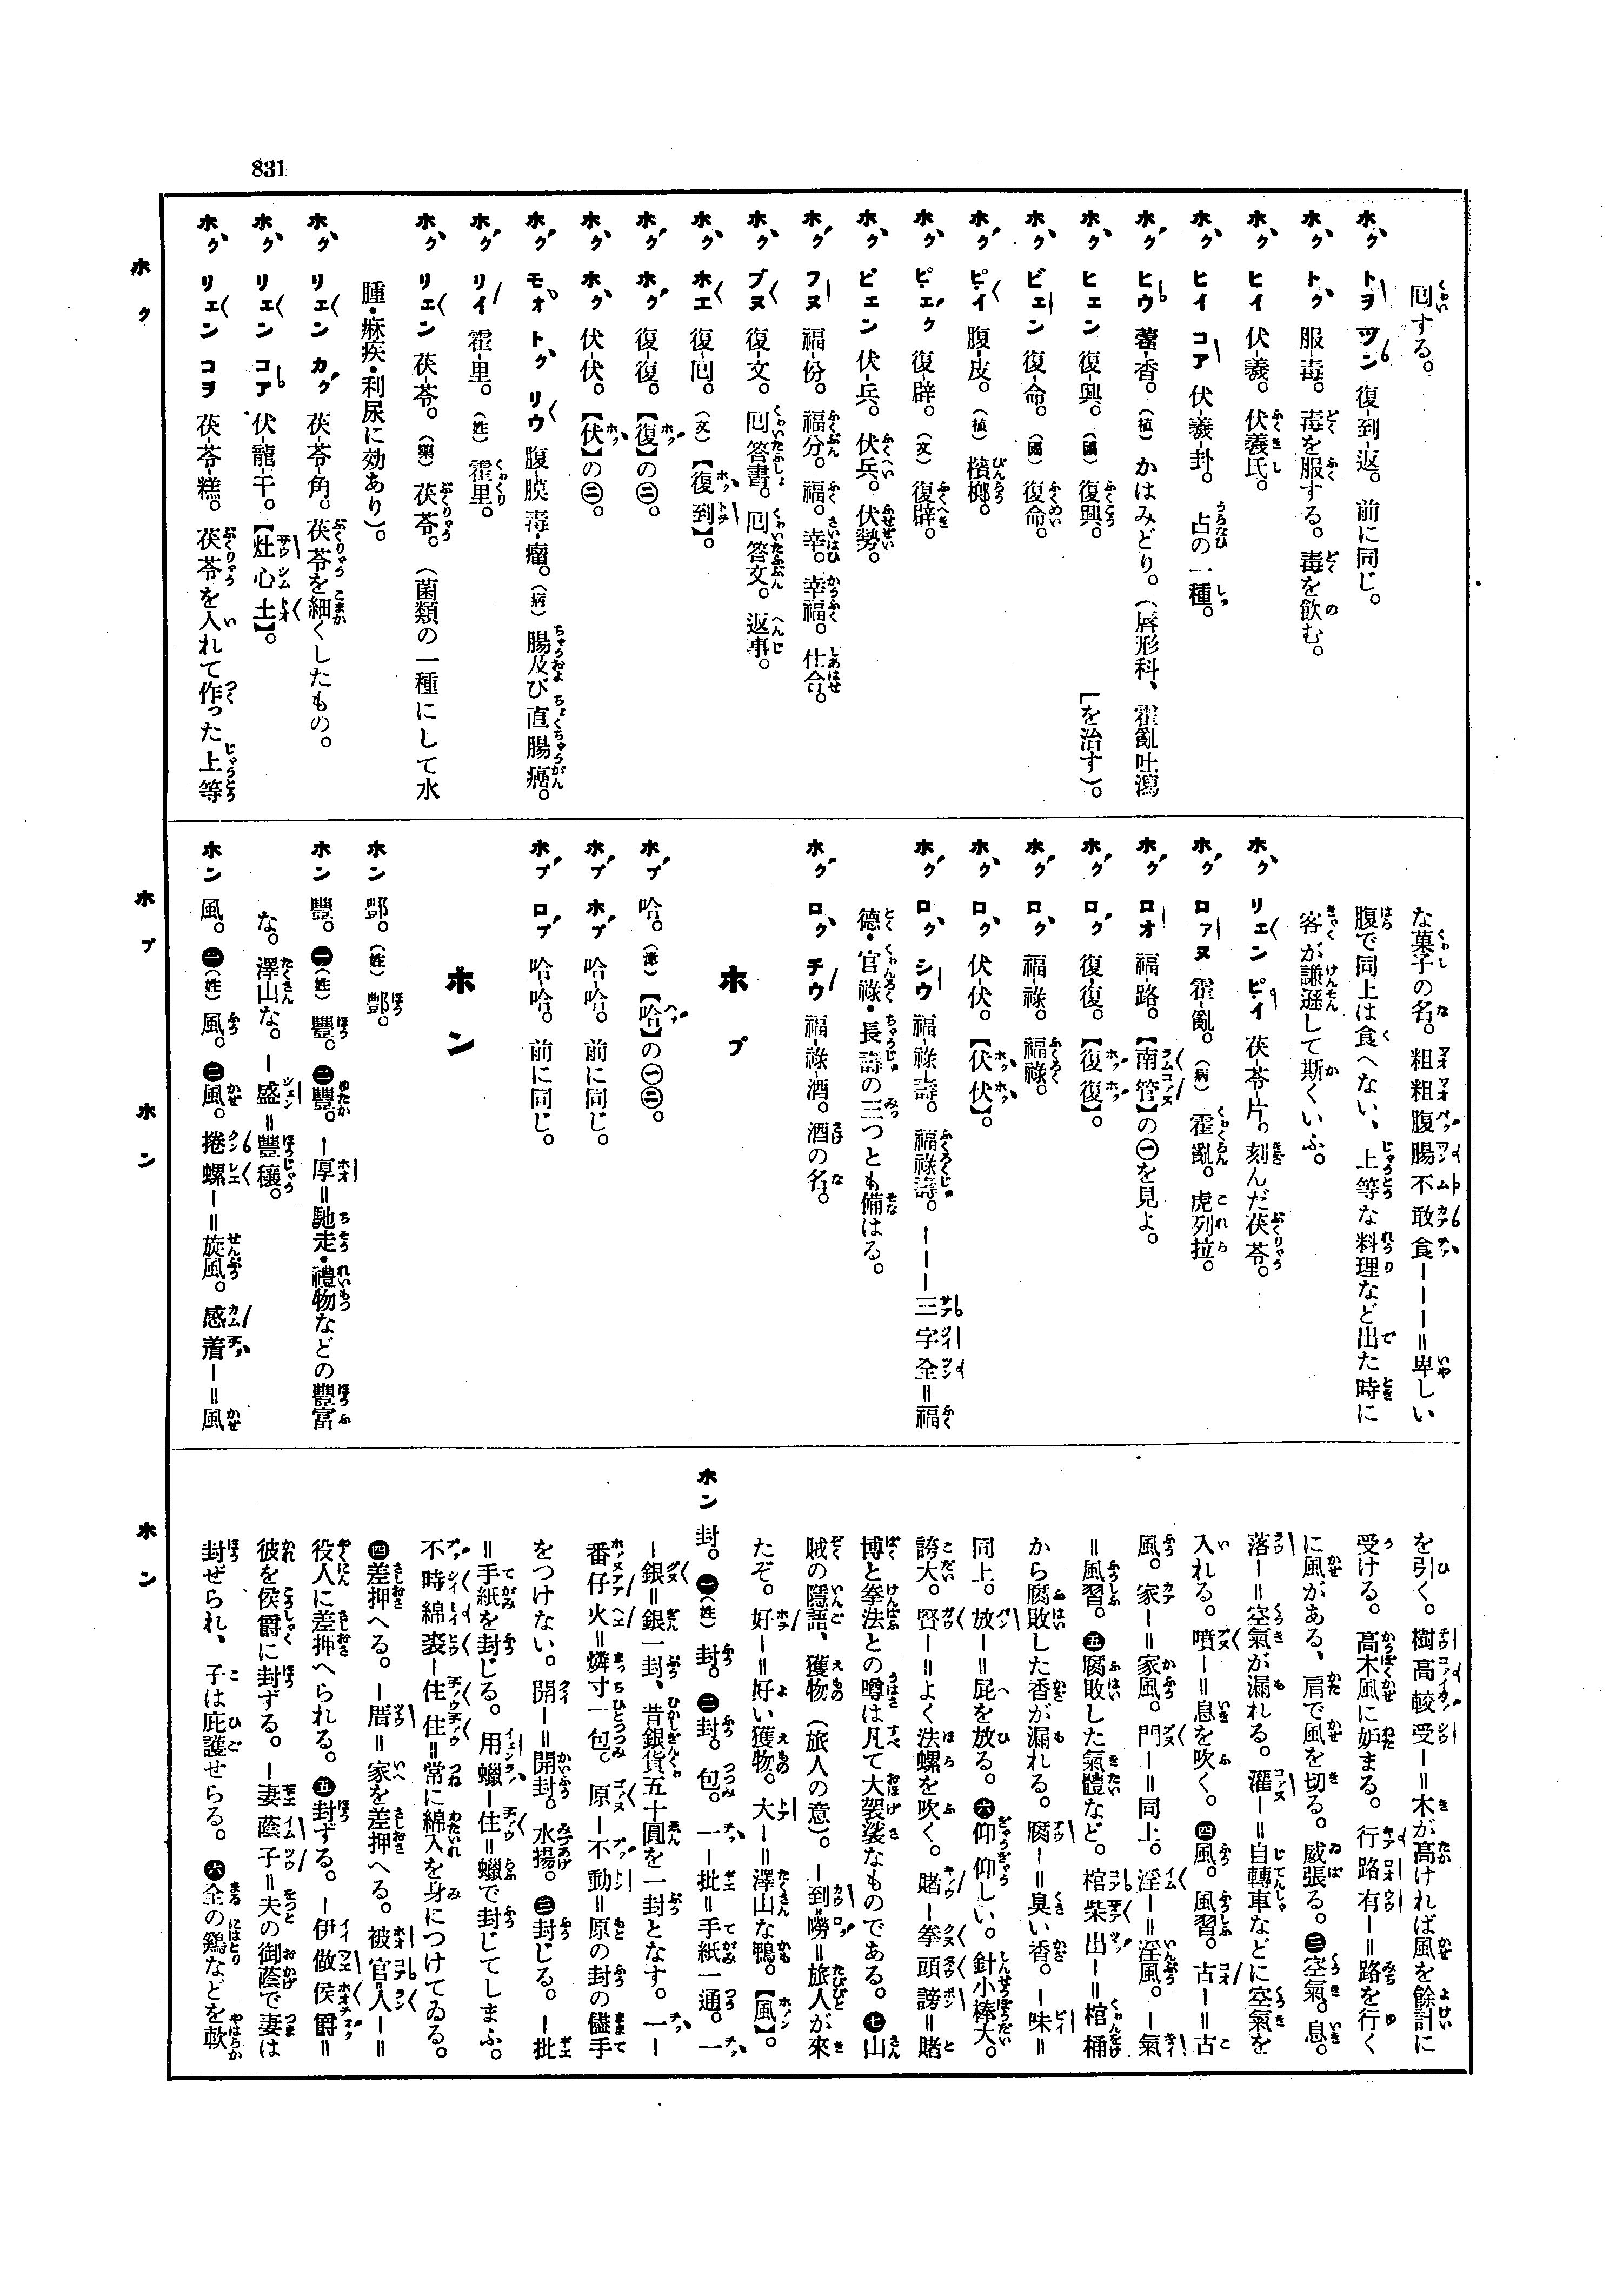 831
囘する。
ホク トヲ ツン 復-到-返。前に同じ。
ホク トク 服-毒。毒を服する。毒を飮む。
ホク ヒイ 伏-羲。伏羲氏。
ホク ヒイ コア 伏-羲-卦。占の一種。
ホク ヒウ 藿-香。（植）かはみどり。（唇形科、霍亂吐瀉
［を治す）。
ホク ヒェン 復-興。（國）復興。
ホク ビェン 復-命。（國）復命。
ホク ピイ 腹-皮。（植）檳榔。
ホク ピェク 復-辟。（文）復辟。
ホク ピェン 伏-兵。伏兵。伏勢。
ホク フヌ 福-份。福分。福。幸。幸福。仕合。
ホク ブヌ 復-文。囘答書。囘答文。返事。
ホク ホエ 復-囘。（文）【復到】。
ホク ホク 復-復。【復】の㊁。
ホク ホク 伏-伏。【伏】の㊁。
ホク モオ トク リウ 腹-膜-毒-瘤。（病）腸及び直腸癌。
ホク リイ 霍-里。（姓）霍里。
ホク リェン 茯-苓。（藥）茯苓。（菌類の一種にして水
腫・痳疾・利尿に効あり）。
ホク リェン カク 茯-苓-角。茯苓を細くしたもの。
ホク リェン コア 伏-龍-干。【灶心土】。
ホク リェン コヲ 茯-苓-糕。茯苓を入れて作った上等
な菓子の名。粗粗腹腸不敢食ーーー＝卑しい
腹で同上は食へない、上等な料理など出た時に
客が謙遜して斯くいふ。
ホク リェン ピイ 茯-苓-片。刻んだ茯苓。
ホク ロァヌ 霍-亂。（病）霍亂。虎列拉。
ホク ロオ 福-路。【南管】の㊀を見よ。
ホク ロク 復-復。【復復】。
ホク ロク 福-祿。福祿。
ホク ロク 伏-伏。【伏伏】。
ホク ロク シウ 福-祿-壽。福祿壽。ーーー三字全＝福
德・官祿・長壽の三つとも備はる。
ホク ロク チウ 福-祿-酒。酒の名。
ホプ
ホプ 哈。（漳）【哈】の㊀㊁。
ホプ ホプ 哈-哈。前に同じ。
ホプ ロプ 哈-哈。前に同じ。
ホン
ホン 酆。（姓）酆。
ホン 豐。㊀（姓）豐。㊁豐。ー厚＝馳走・禮物などの豐富
な。澤山な。ー盛＝豐穰。
ホン 風。㊀（姓）風。㊁風。捲螺ー＝旋風。感着ー＝風
を引く。樹高較受ー＝木が高ければ風を餘計に
受ける。高木風に妬まる。行路有ー＝路を行く
に風がある、肩で風を切る。威張る。㊂空氣。息。
落ー＝空氣が漏れる。灌ー＝自轉車などに空氣を
入れる。噴ー＝息を吹く。㊃風。風習。古ー＝古
風。家ー＝家風。門ー＝同上。淫ー＝淫風。ー氣
＝風習。㊄腐敗した氣體など。棺柴出ー＝棺桶
から腐敗した香が漏れる。腐ー＝臭い香。ー味＝
同上。放ー＝屁を放る。㊅仰仰しい。針小棒大。
誇大。賢ー＝よく法螺を吹く。賭ー拳頭謗＝賭
博と拳法との噂は凡て大袈裟なものである。㊆山
賊の隱語、獲物（旅人の意）。ー到嘮＝旅人が來
たぞ。好ー＝好い獲物。大ー＝澤山な鴨。【風】。
ホン 封。㊀（姓）封。㊁封。包。一ー批＝手紙一通。一
ー銀＝銀一封、昔銀貨五十圓を一封となす。一ー
番仔火＝燐寸一包。原ー不動＝原の封の儘手
をつけない。開ー＝開封。水揚。㊂封じる。ー批
＝手紙を封じる。用蠟ー住＝蠟で封じてしまふ。
不時綿裘ー住住＝常に綿入を身につけてゐる。
㊃差押へる。ー厝＝家を差押へる。被官人ー＝
役人に差押へられる。㊄封ずる。ー伊做侯爵＝
彼を侯爵に封ずる。ー妻蔭子＝夫の御蔭で妻は
封ぜられ、子は庇護せらる。㊅全の鷄などを軟
ホク
ホプ
ホン
ホン